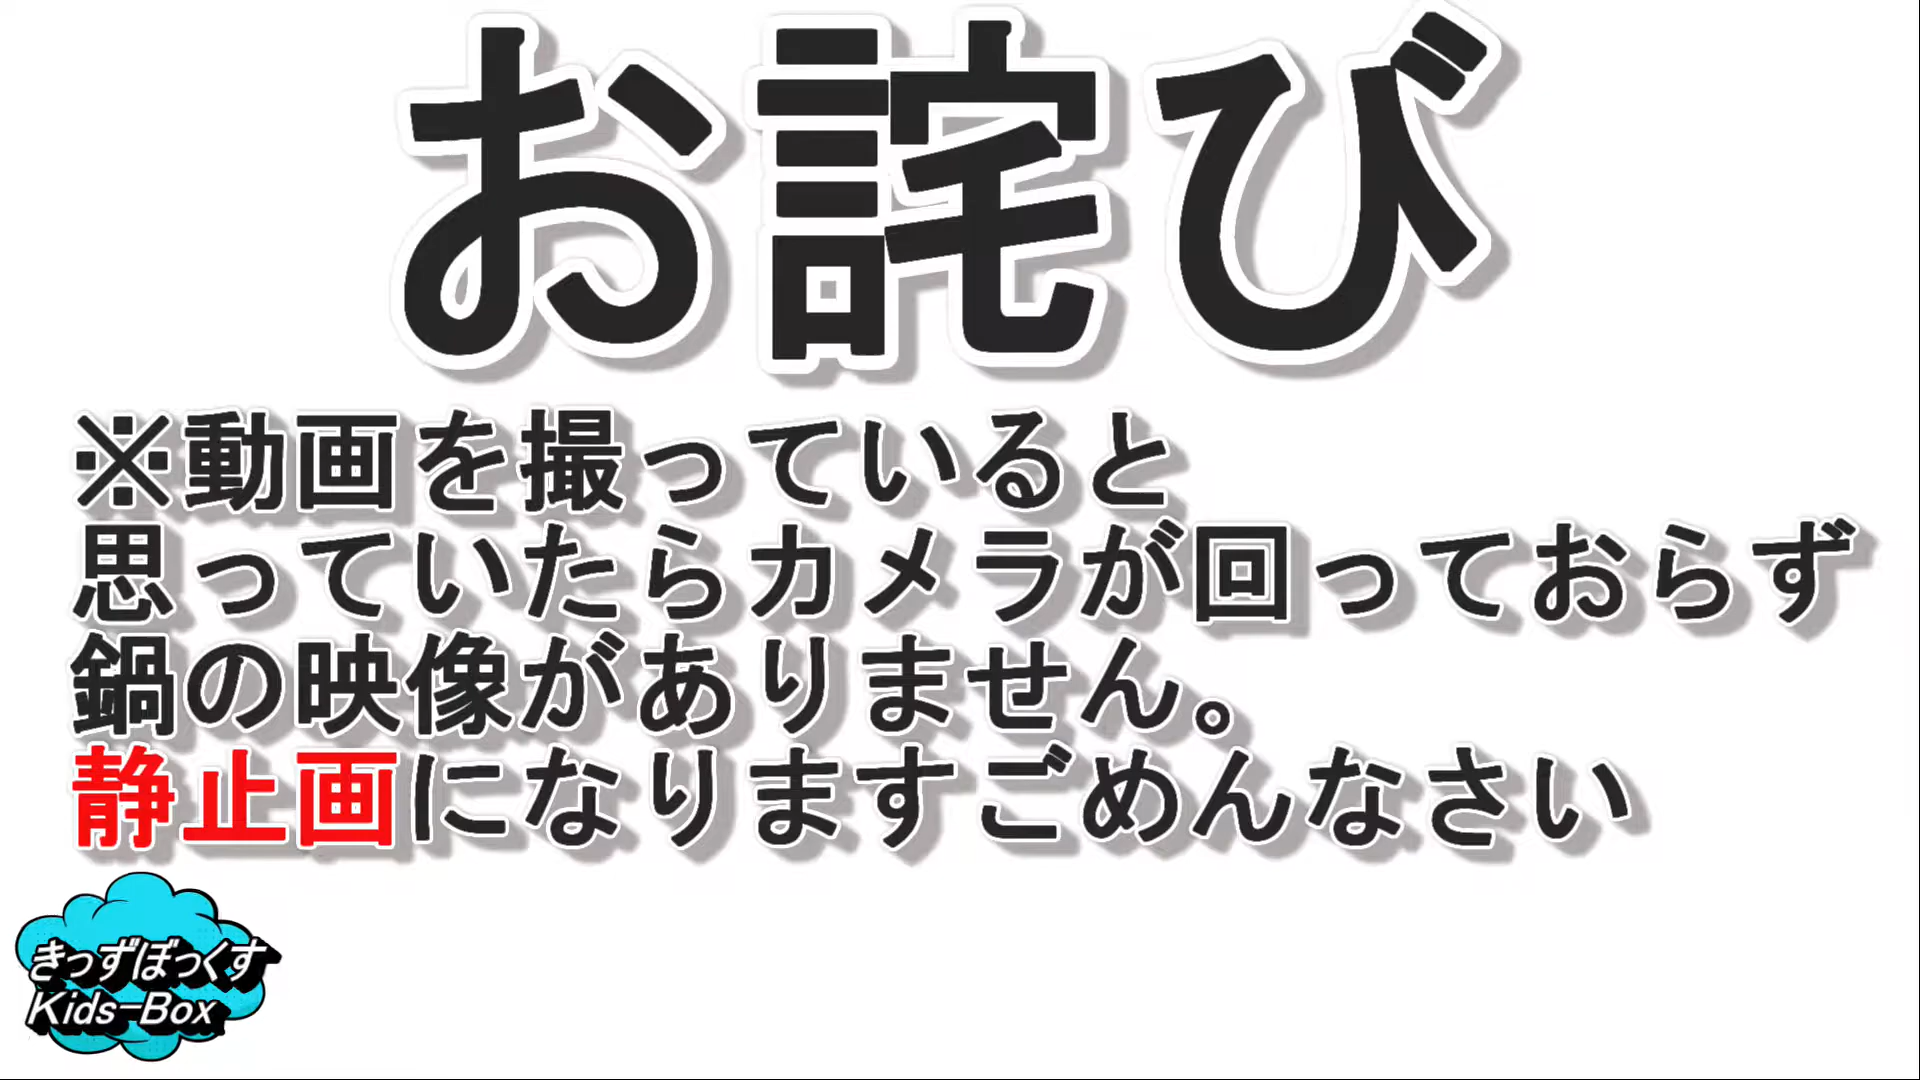 お詫び
※動画を撮っていると
思っていたらカメラが回っておらず
鍋の映像がありません。
静止画になりますごめんなさい
きっずぼっくす
Kids-Box